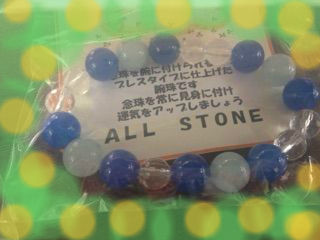 念珠を腕に付けられる
ブレスタイプに仕上げた
腕珠です
念珠を常に見身に付け
運気をアップしましょう
ALL STONE